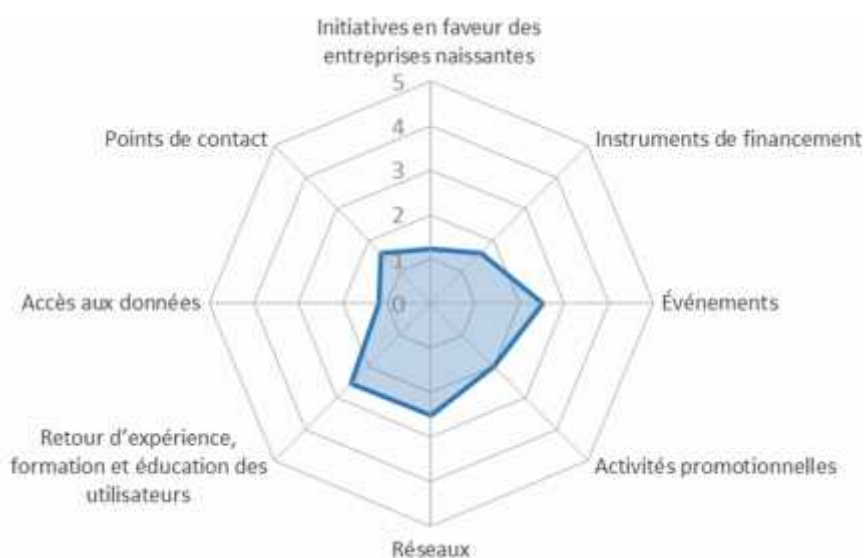 Initiatives en faveur des
entreprises naissantes
5
4
3
2
1
0
Points de contact
Instruments de financement
Accès aux données
Événements
Retour d’expérience,
formation et éducation des
utilisateurs
Activités promotionnelles
Réseaux